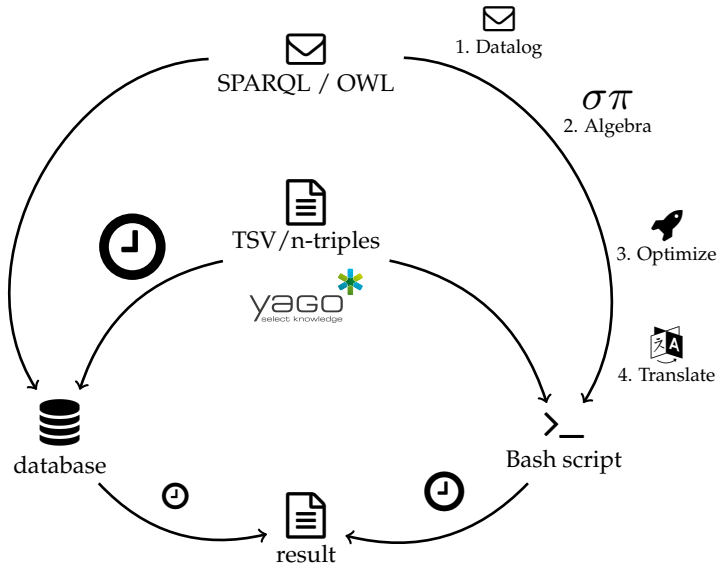 1. Datalog
SPARQL / OWL
σπ
2. Algebra
TSV/n-triples
3. Optimize
yago
select knowledge
A
4. Translate
>_
database
Bash script
result